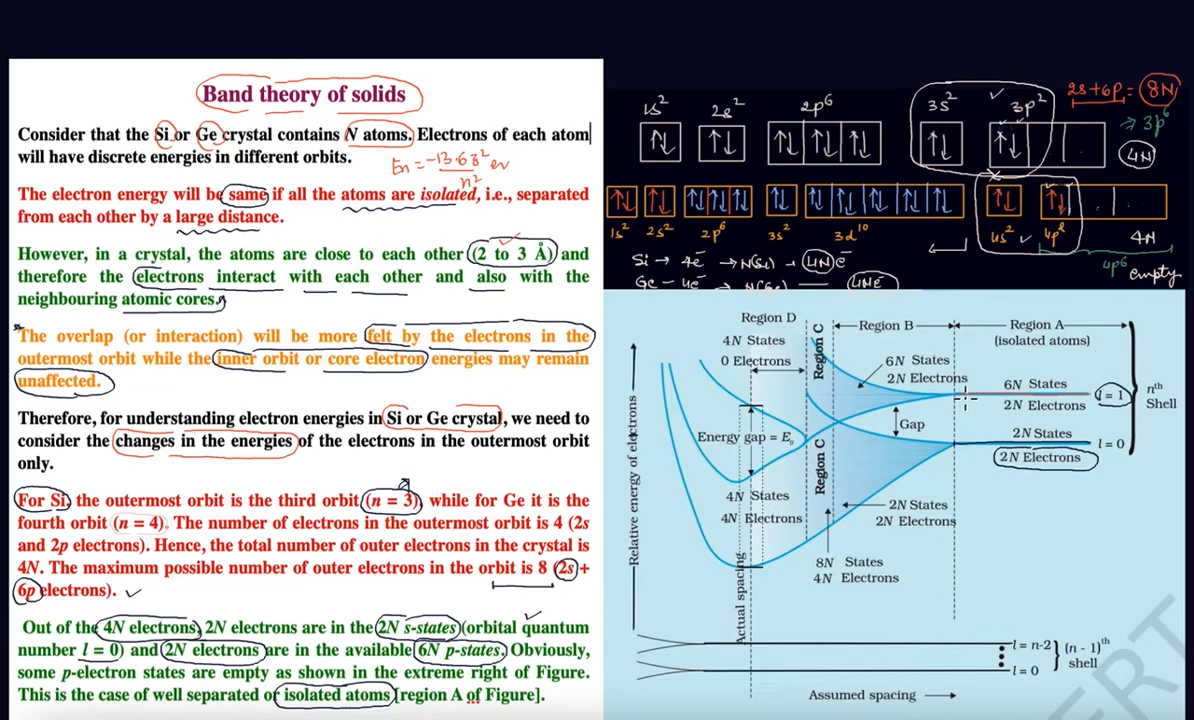 Band theory of solids
Consider that the Si or Ge crystal contains N atoms. Electrons of each atom
will have discrete energies in different orbits.
En = -13.6 z² ev
n²
The electron energy will be same if all the atoms are isolated, i.e., separated
from each other by a large distance.
However, in a crystal, the atoms are close to each other (2 to 3 Å) and
therefore the electrons interact with each other and also with the
neighbouring atomic cores.
The overlap (or interaction) will be more felt by the electrons in the
outermost orbit while the inner orbit or core electron energies may remain
unaffected.
Therefore, for understanding electron energies in Si or Ge crystal, we need to
consider the changes in the energies of the electrons in the outermost orbit
only.
For Si, the outermost orbit is the third orbit (n = 3), while for Ge it is the
fourth orbit (n = 4). The number of electrons in the outermost orbit is 4 (2s
and 2p electrons). Hence, the total number of outer electrons in the crystal is
4N. The maximum possible number of outer electrons in the orbit is 8 (2s +
6p electrons).
Out of the 4N electrons, 2N electrons are in the 2N s-states (orbital quantum
number l = 0) and 2N electrons are in the available 6N p-states. Obviously,
some p-electron states are empty as shown in the extreme right of Figure.
This is the case of well separated or isolated atoms [region A of Figure].
1s² 2s² 2p⁶ 3s² 3p² 2s+6p = 8N
⇒ 3p⁶
4N
1s² 2s² 2p⁶ 3s² 3d¹⁰ 4s² 4p² 4N
4p⁶ empty
Si → 4e⁻ → N(Si) → 4N e⁻
Ge - 4e⁻ → N(Ge) 4Ne⁻
Region D Region C Region B Region A
(isolated atoms)
4N States
0 Electrons
6N States
2N Electrons
6N States
2N Electrons
l = 1
nth
Shell
Gap
2N States
2N Electrons
l = 0
Energy gap = Eg
Region C
4N States
4N Electrons
2N States
2N Electrons
8N States
4N Electrons
Relative energy of electrons
Actual spacing
l = n-2
l = 0
(n - 1)th
shell
Assumed spacing